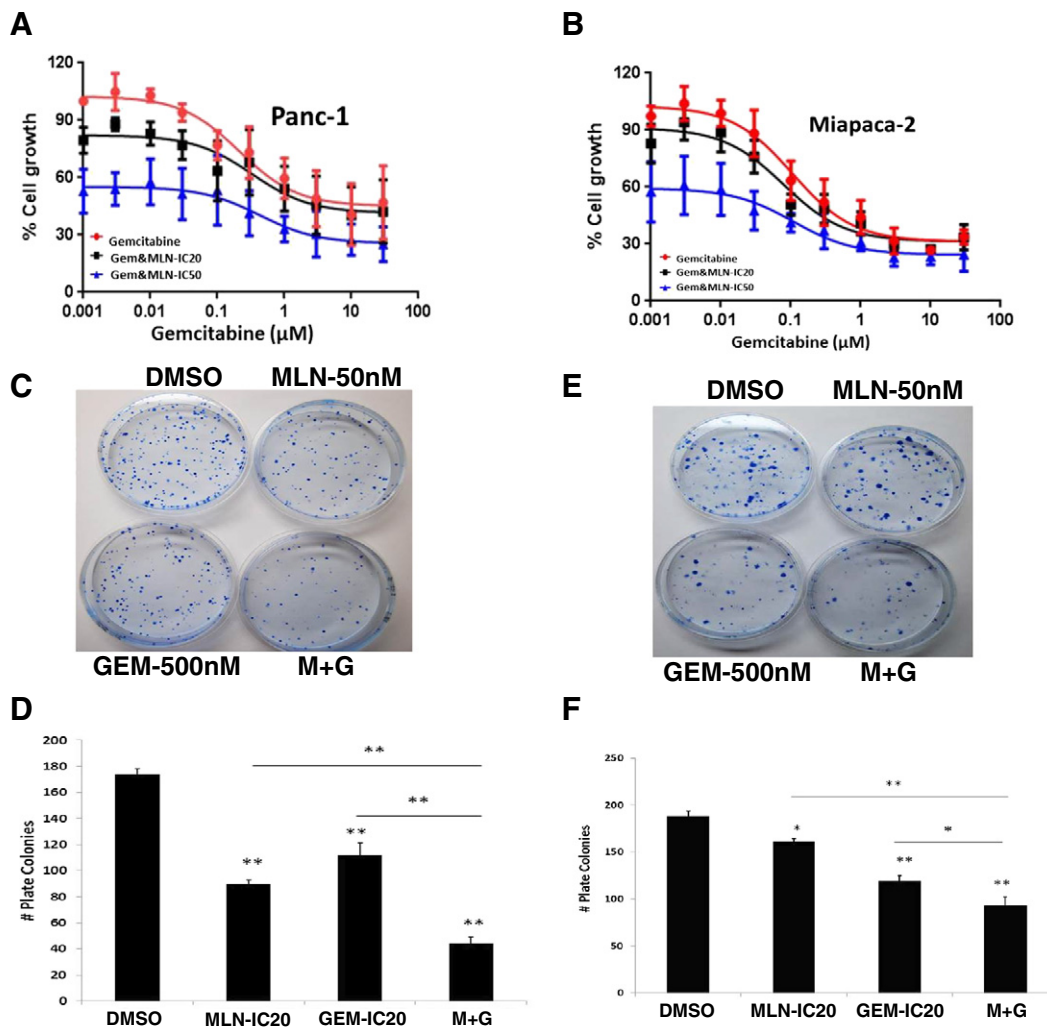 A
B
120
90
60
30
0
% Cell growth
Panc-1
Gemcitabine
Gem&MLN-IC20
Gem&MLN-IC50
0.001 0.01 0.1 1 10 100
Gemcitabine (µM)
120
90
60
30
0
% Cell growth
Miapaca-2
Gemcitabine
Gem&MLN-IC20
Gem&MLN-IC50
0.001 0.01 0.1 1 10 100
Gemcitabine (µM)
C
DMSO MLN-50nM
GEM-500nM M+G
E
DMSO MLN-50nM
GEM-500nM M+G
D
200
180
160
140
120
100
80
60
40
20
0
# Plate Colonies
**
**
**
**
**
DMSO MLN-IC20 GEM-IC20 M+G
F
250
200
150
100
50
0
# Plate Colonies
**
*
*
**
**
DMSO MLN-IC20 GEM-IC20 M+G